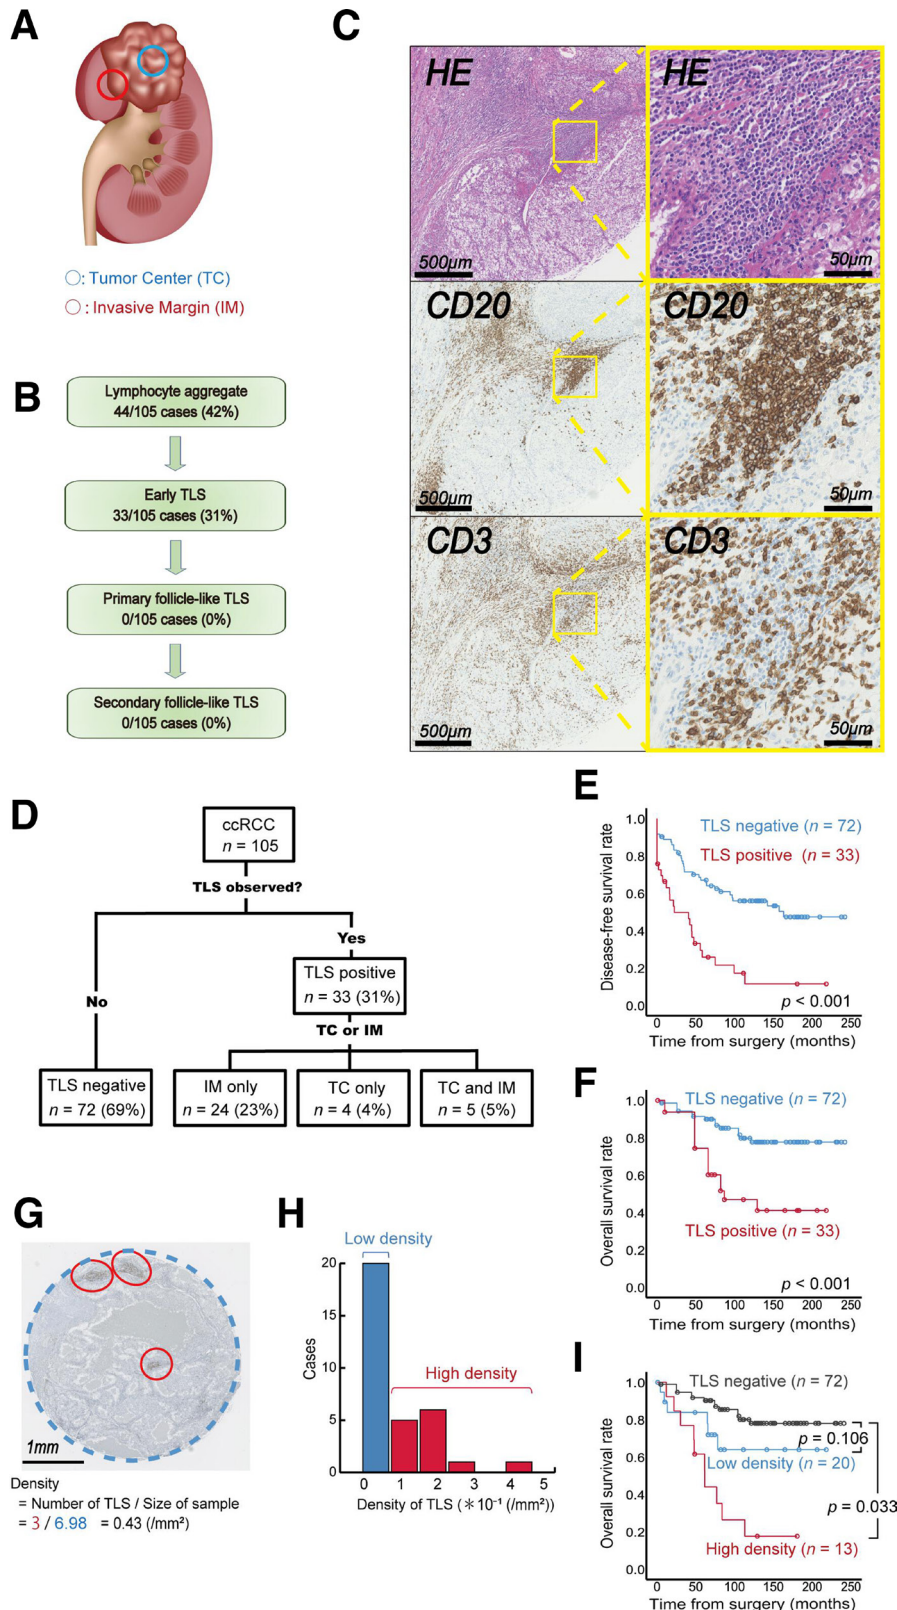 A
: Tumor Center (TC)
: Invasive Margin (IM)
B
Lymphocyte aggregate
44/105 cases (42%)
Early TLS
33/105 cases (31%)
Primary follicle-like TLS
0/105 cases (0%)
Secondary follicle-like TLS
0/105 cases (0%)
C
HE
500µm
HE
50µm
CD20
500µm
CD20
50µm
CD3
500µm
CD3
50µm
D
ccRCC
n = 105
TLS observed?
Yes
No
TLS positive
n = 33 (31%)
TC or IM
TLS negative
n = 72 (69%)
IM only
n = 24 (23%)
TC only
n = 4 (4%)
TC and IM
n = 5 (5%)
E
Disease-free survival rate
1.0
0.8
0.6
0.4
0.2
0.0
TLS negative (n = 72)
TLS positive (n = 33)
p < 0.001
0 50 100 150 200 250
Time from surgery (months)
F
Overall survival rate
1.0
0.8
0.6
0.4
0.2
0.0
TLS negative (n = 72)
TLS positive (n = 33)
p < 0.001
0 50 100 150 200 250
Time from surgery (months)
G
1mm
Density
= Number of TLS / Size of sample
= 3 / 6.98 = 0.43 (/mm²)
H
Low density
High density
Cases
20
15
10
5
0
0 1 2 3 4 5
Density of TLS (＊10⁻¹ (/mm²))
I
Overall survival rate
1.0
0.8
0.6
0.4
0.2
0.0
TLS negative (n = 72)
p = 0.106
Low density (n = 20)
p = 0.033
High density (n = 13)
0 50 100 150 200 250
Time from surgery (months)